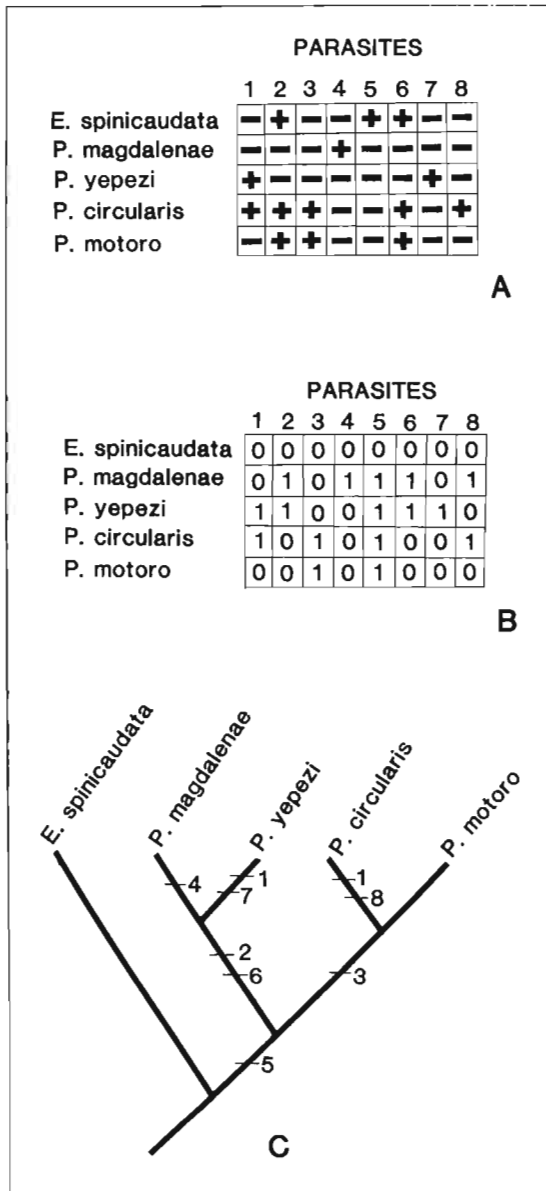 PARASITES
1 2 3 4 5 6 7 8
E. spinicaudata − + − − + + − −
P. magdalenae − − − + − − − −
P. yepezi + − − − − − + −
P. circularis + + + − − + − +
P. motoro − + + − − + − −
A
PARASITES
1 2 3 4 5 6 7 8
E. spinicaudata 0 0 0 0 0 0 0 0
P. magdalenae 0 1 0 1 1 1 0 1
P. yepezi 1 1 0 0 1 1 1 0
P. circularis 1 0 1 0 1 0 0 1
P. motoro 0 0 1 0 1 0 0 0
B
E. spinicaudata
P. magdalenae
P. yepezi
P. circularis
P. motoro
4
1
7
1
8
2
6
3
5
C